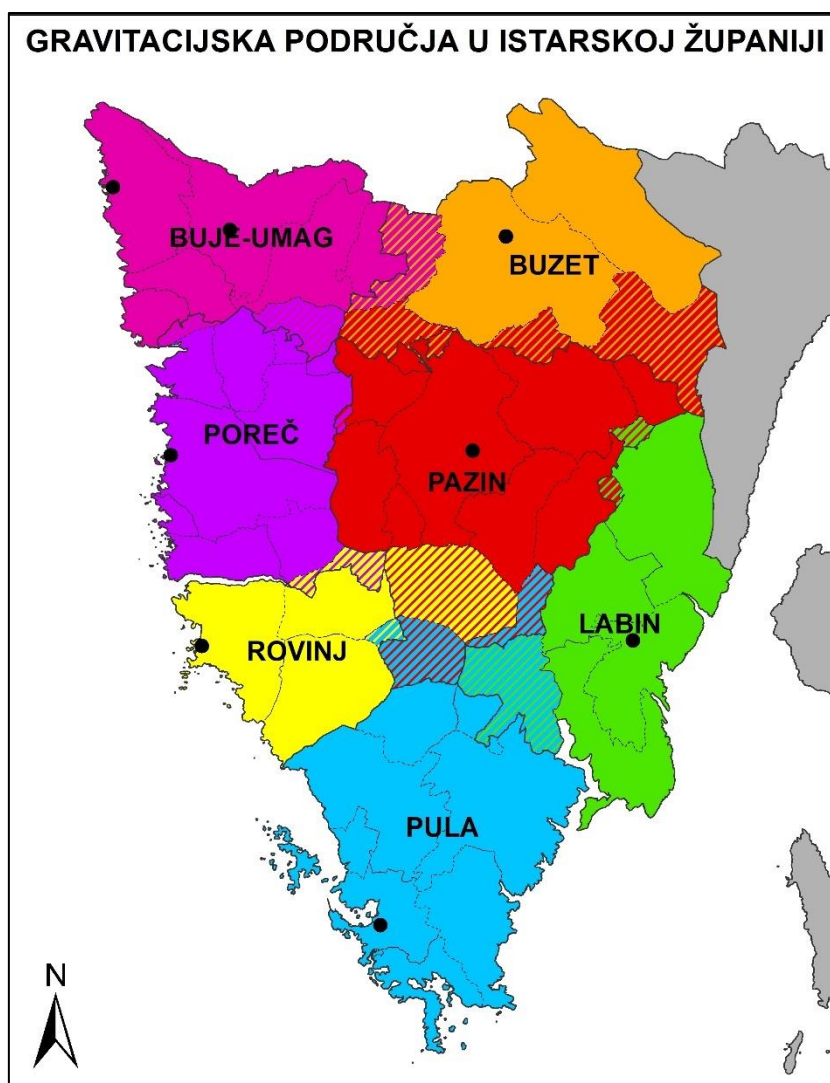 GRAVITACIJSKA PODRUČJA U ISTARSKOJ ŽUPANIJI
BUJE-UMAG
BUZET
POREČ
PAZIN
ROVINJ
LABIN
PULA
N